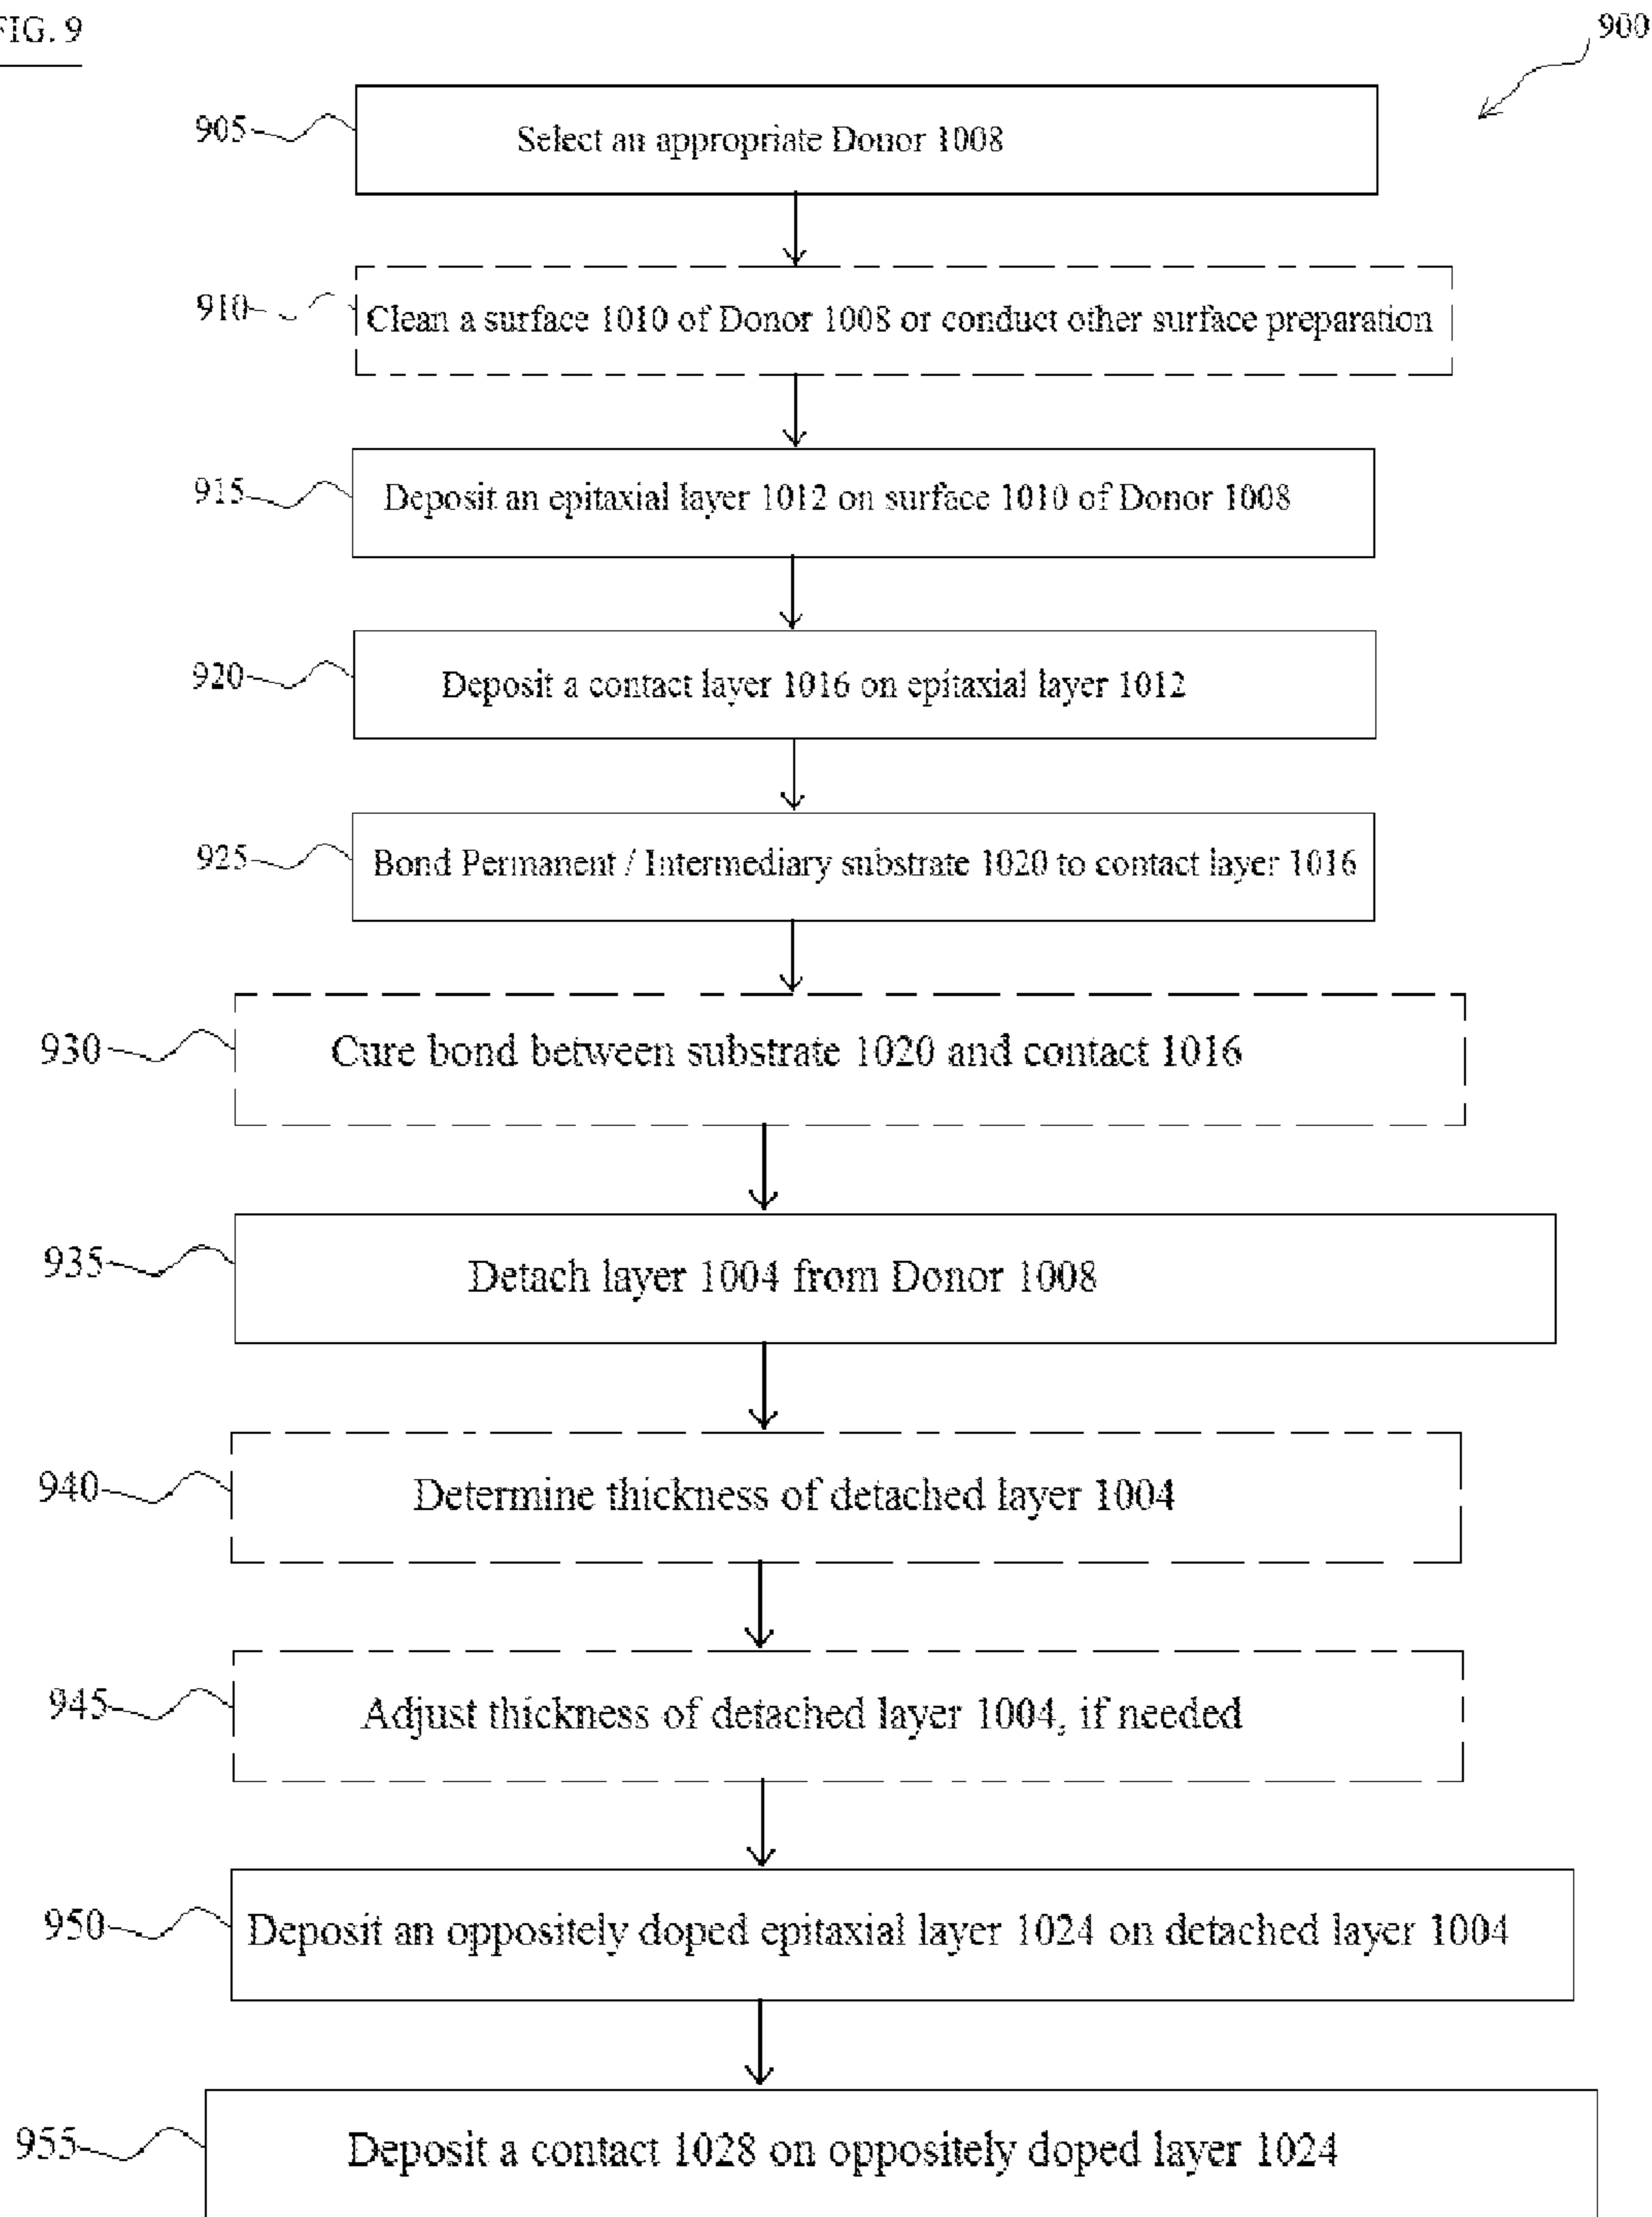 FIG. 9
900
905
Select an appropriate Donor 1008
910
Clean a surface 1010 of Donor 1008 or conduct other surface preparation
915
Deposit an epitaxial layer 1012 on surface 1010 of Donor 1008
920
Deposit a contact layer 1016 on epitaxial layer 1012
925
Bond Permanent / Intermediary substrate 1020 to contact layer 1016
930
Cure bond between substrate 1020 and contact 1016
935
Detach layer 1004 from Donor 1008
940
Determine thickness of detached layer 1004
945
Adjust thickness of detached layer 1004, if needed
950
Deposit an oppositely doped epitaxial layer 1024 on detached layer 1004
955
Deposit a contact 1028 on oppositely doped layer 1024